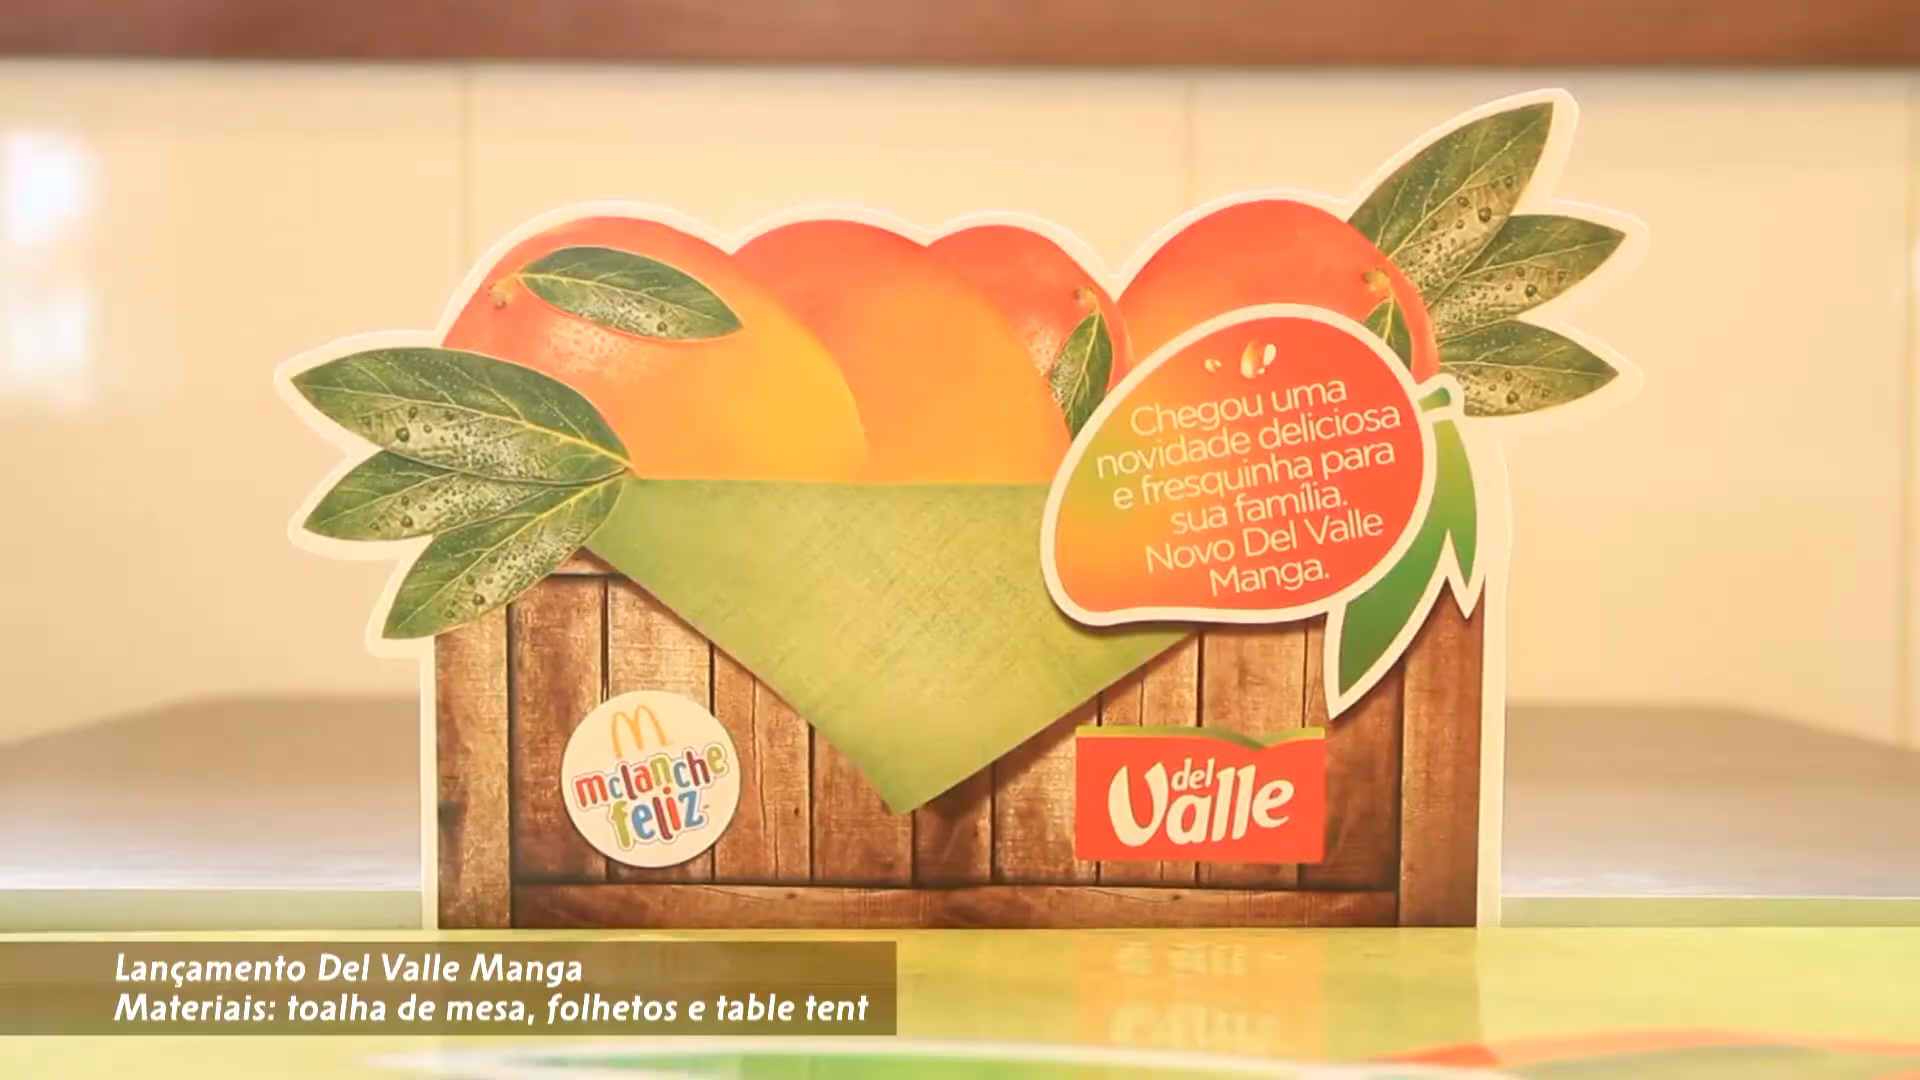 Chegou uma
novidade deliciosa
e fresquinha para
sua família.
Novo Del Valle
Manga.
mclanche
feliz
del
Valle
Lançamento Del Valle Manga
Materiais: toalha de mesa, folhetos e table tent